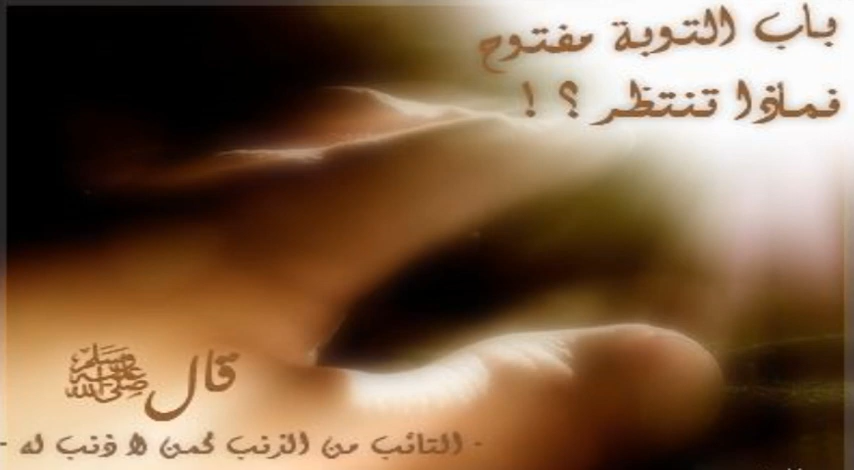 باب التوبة مفتوح
فماذا تنتظر ؟ !
قال ﷺ
- التائب من الذنب كمن لا ذنب له -